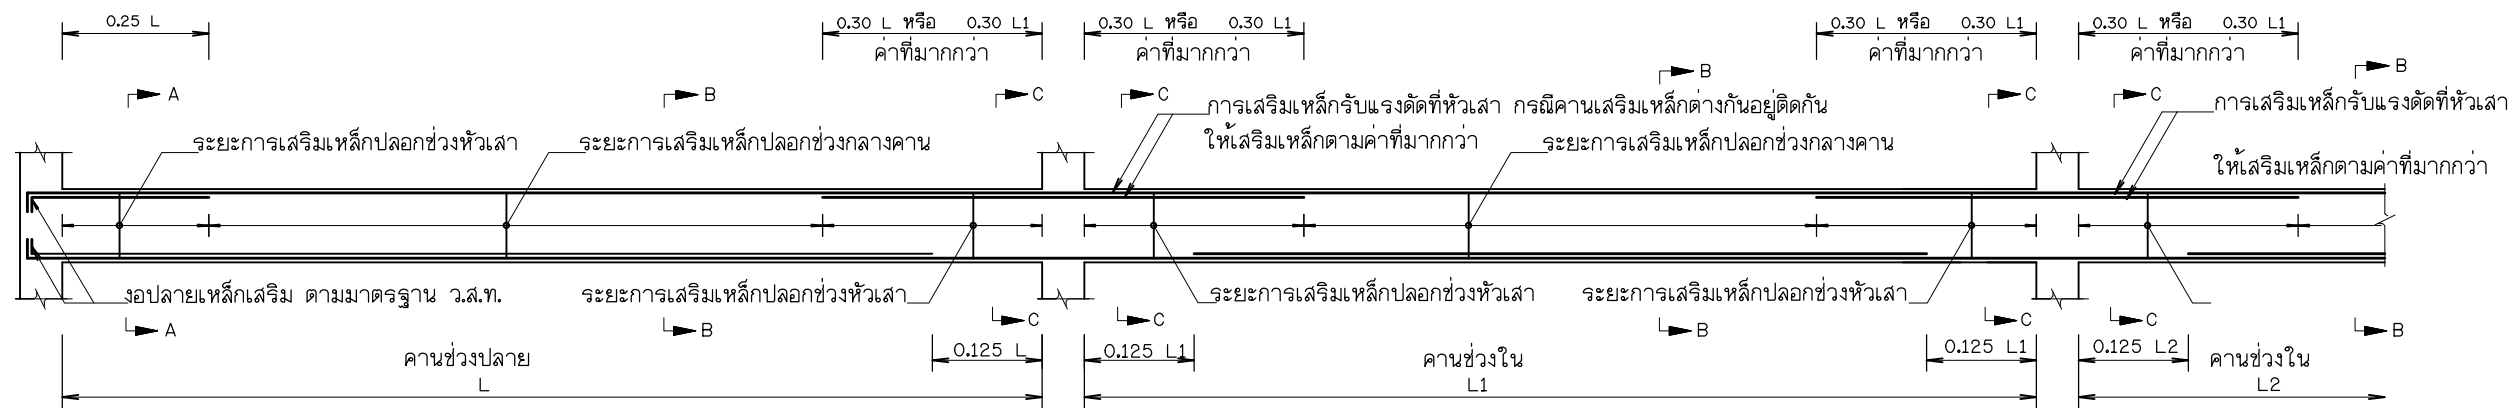 0.25 L
0.30 L หรือ 0.30 L1
ค่าที่มากกว่า
0.30 L หรือ 0.30 L1
ค่าที่มากกว่า
0.30 L หรือ 0.30 L1
ค่าที่มากกว่า
0.30 L หรือ 0.30 L1
ค่าที่มากกว่า
A
B
C
C
B
C
C
B
การเสริมเหล็กรับแรงดัดที่หัวเสา กรณีคานเสริมเหล็กต่างกันอยู่ติดกัน
ให้เสริมเหล็กตามค่าที่มากกว่า
การเสริมเหล็กรับแรงดัดที่หัวเสา
ให้เสริมเหล็กตามค่าที่มากกว่า
ระยะการเสริมเหล็กปลอกช่วงหัวเสา
ระยะการเสริมเหล็กปลอกช่วงกลางคาน
ระยะการเสริมเหล็กปลอกช่วงกลางคาน
งอปลายเหล็กเสริม ตามมาตรฐาน ว.ส.ท.
ระยะการเสริมเหล็กปลอกช่วงหัวเสา
ระยะการเสริมเหล็กปลอกช่วงหัวเสา
ระยะการเสริมเหล็กปลอกช่วงหัวเสา
A
B
C
C
B
C
C
B
คานช่วงปลาย
L
0.125 L
0.125 L1
คานช่วงใน
L1
0.125 L1
0.125 L2
คานช่วงใน
L2